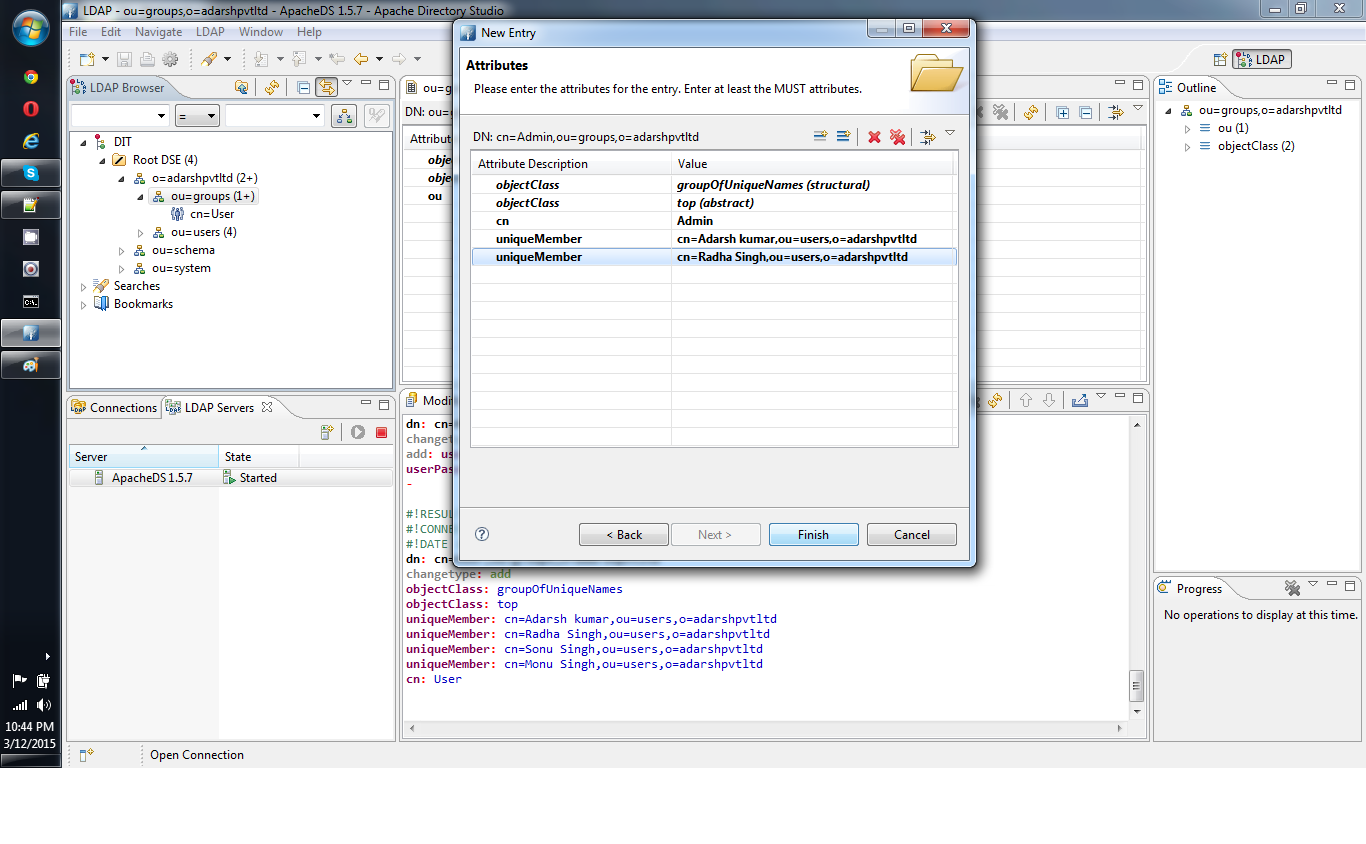 LDAP - ou=groups,o=adarshpvtltd - ApacheDS 1.5.7 - Apache Directory Studio
File Edit Navigate LDAP Window Help
LDAP
LDAP Browser
=
DIT
Root DSE (4)
o=adarshpvtltd (2+)
ou=groups (1+)
cn=User
ou=users (4)
ou=schema
ou=system
Searches
Bookmarks
Connections LDAP Servers
Server State
ApacheDS 1.5.7 Started
ou=g
DN: ou=g
Attribut
obje
obje
ou
New Entry
Attributes
Please enter the attributes for the entry. Enter at least the MUST attributes.
DN: cn=Admin,ou=groups,o=adarshpvtltd
Attribute Description Value
objectClass groupOfUniqueNames (structural)
objectClass top (abstract)
cn Admin
uniqueMember cn=Adarsh kumar,ou=users,o=adarshpvtltd
uniqueMember cn=Radha Singh,ou=users,o=adarshpvtltd
< Back Next > Finish Cancel
Modi
dn: cn=
changet
add: us
userPas
-
#!RESUL
#!CONNE
#!DATE
dn: cn=
changetype: add
objectClass: groupOfUniqueNames
objectClass: top
uniqueMember: cn=Adarsh kumar,ou=users,o=adarshpvtltd
uniqueMember: cn=Radha Singh,ou=users,o=adarshpvtltd
uniqueMember: cn=Sonu Singh,ou=users,o=adarshpvtltd
uniqueMember: cn=Monu Singh,ou=users,o=adarshpvtltd
cn: User
Outline
ou=groups,o=adarshpvtltd
ou (1)
objectClass (2)
Progress
No operations to display at this time.
Open Connection
10:44 PM
3/12/2015